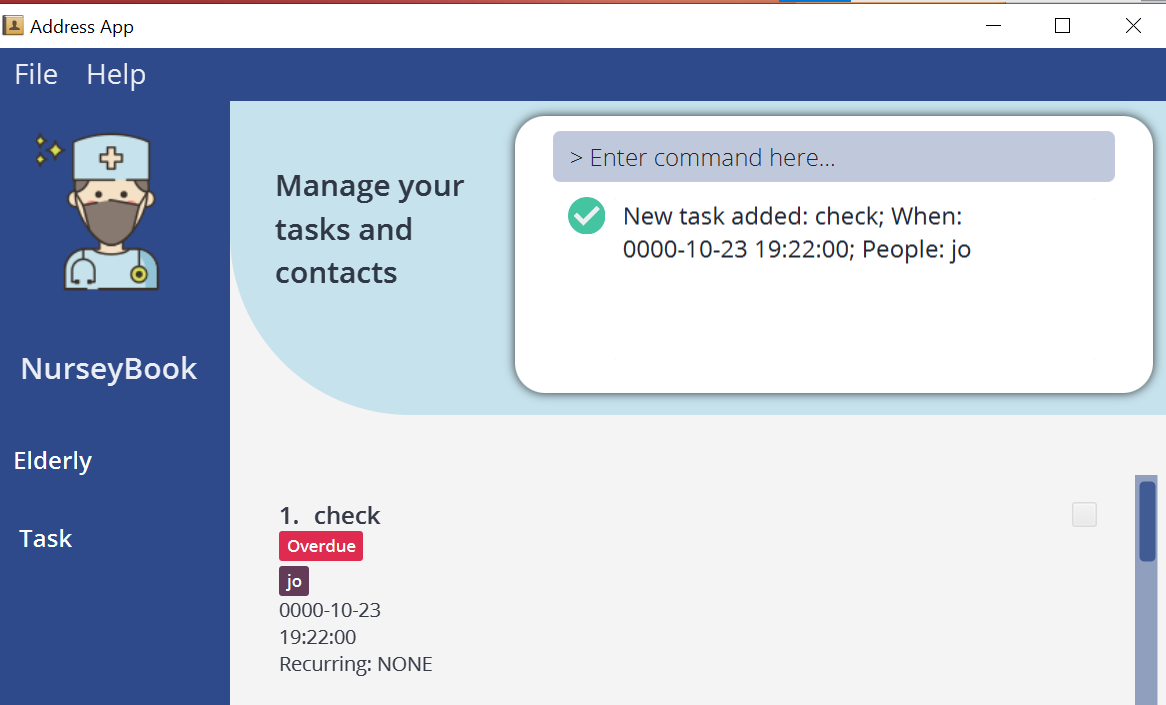 Address App
File Help
Manage your
tasks and
contacts
> Enter command here...
New task added: check; When:
0000-10-23 19:22:00; People: jo
NurseyBook
Elderly
Task
1. check
Overdue
jo
0000-10-23
19:22:00
Recurring: NONE